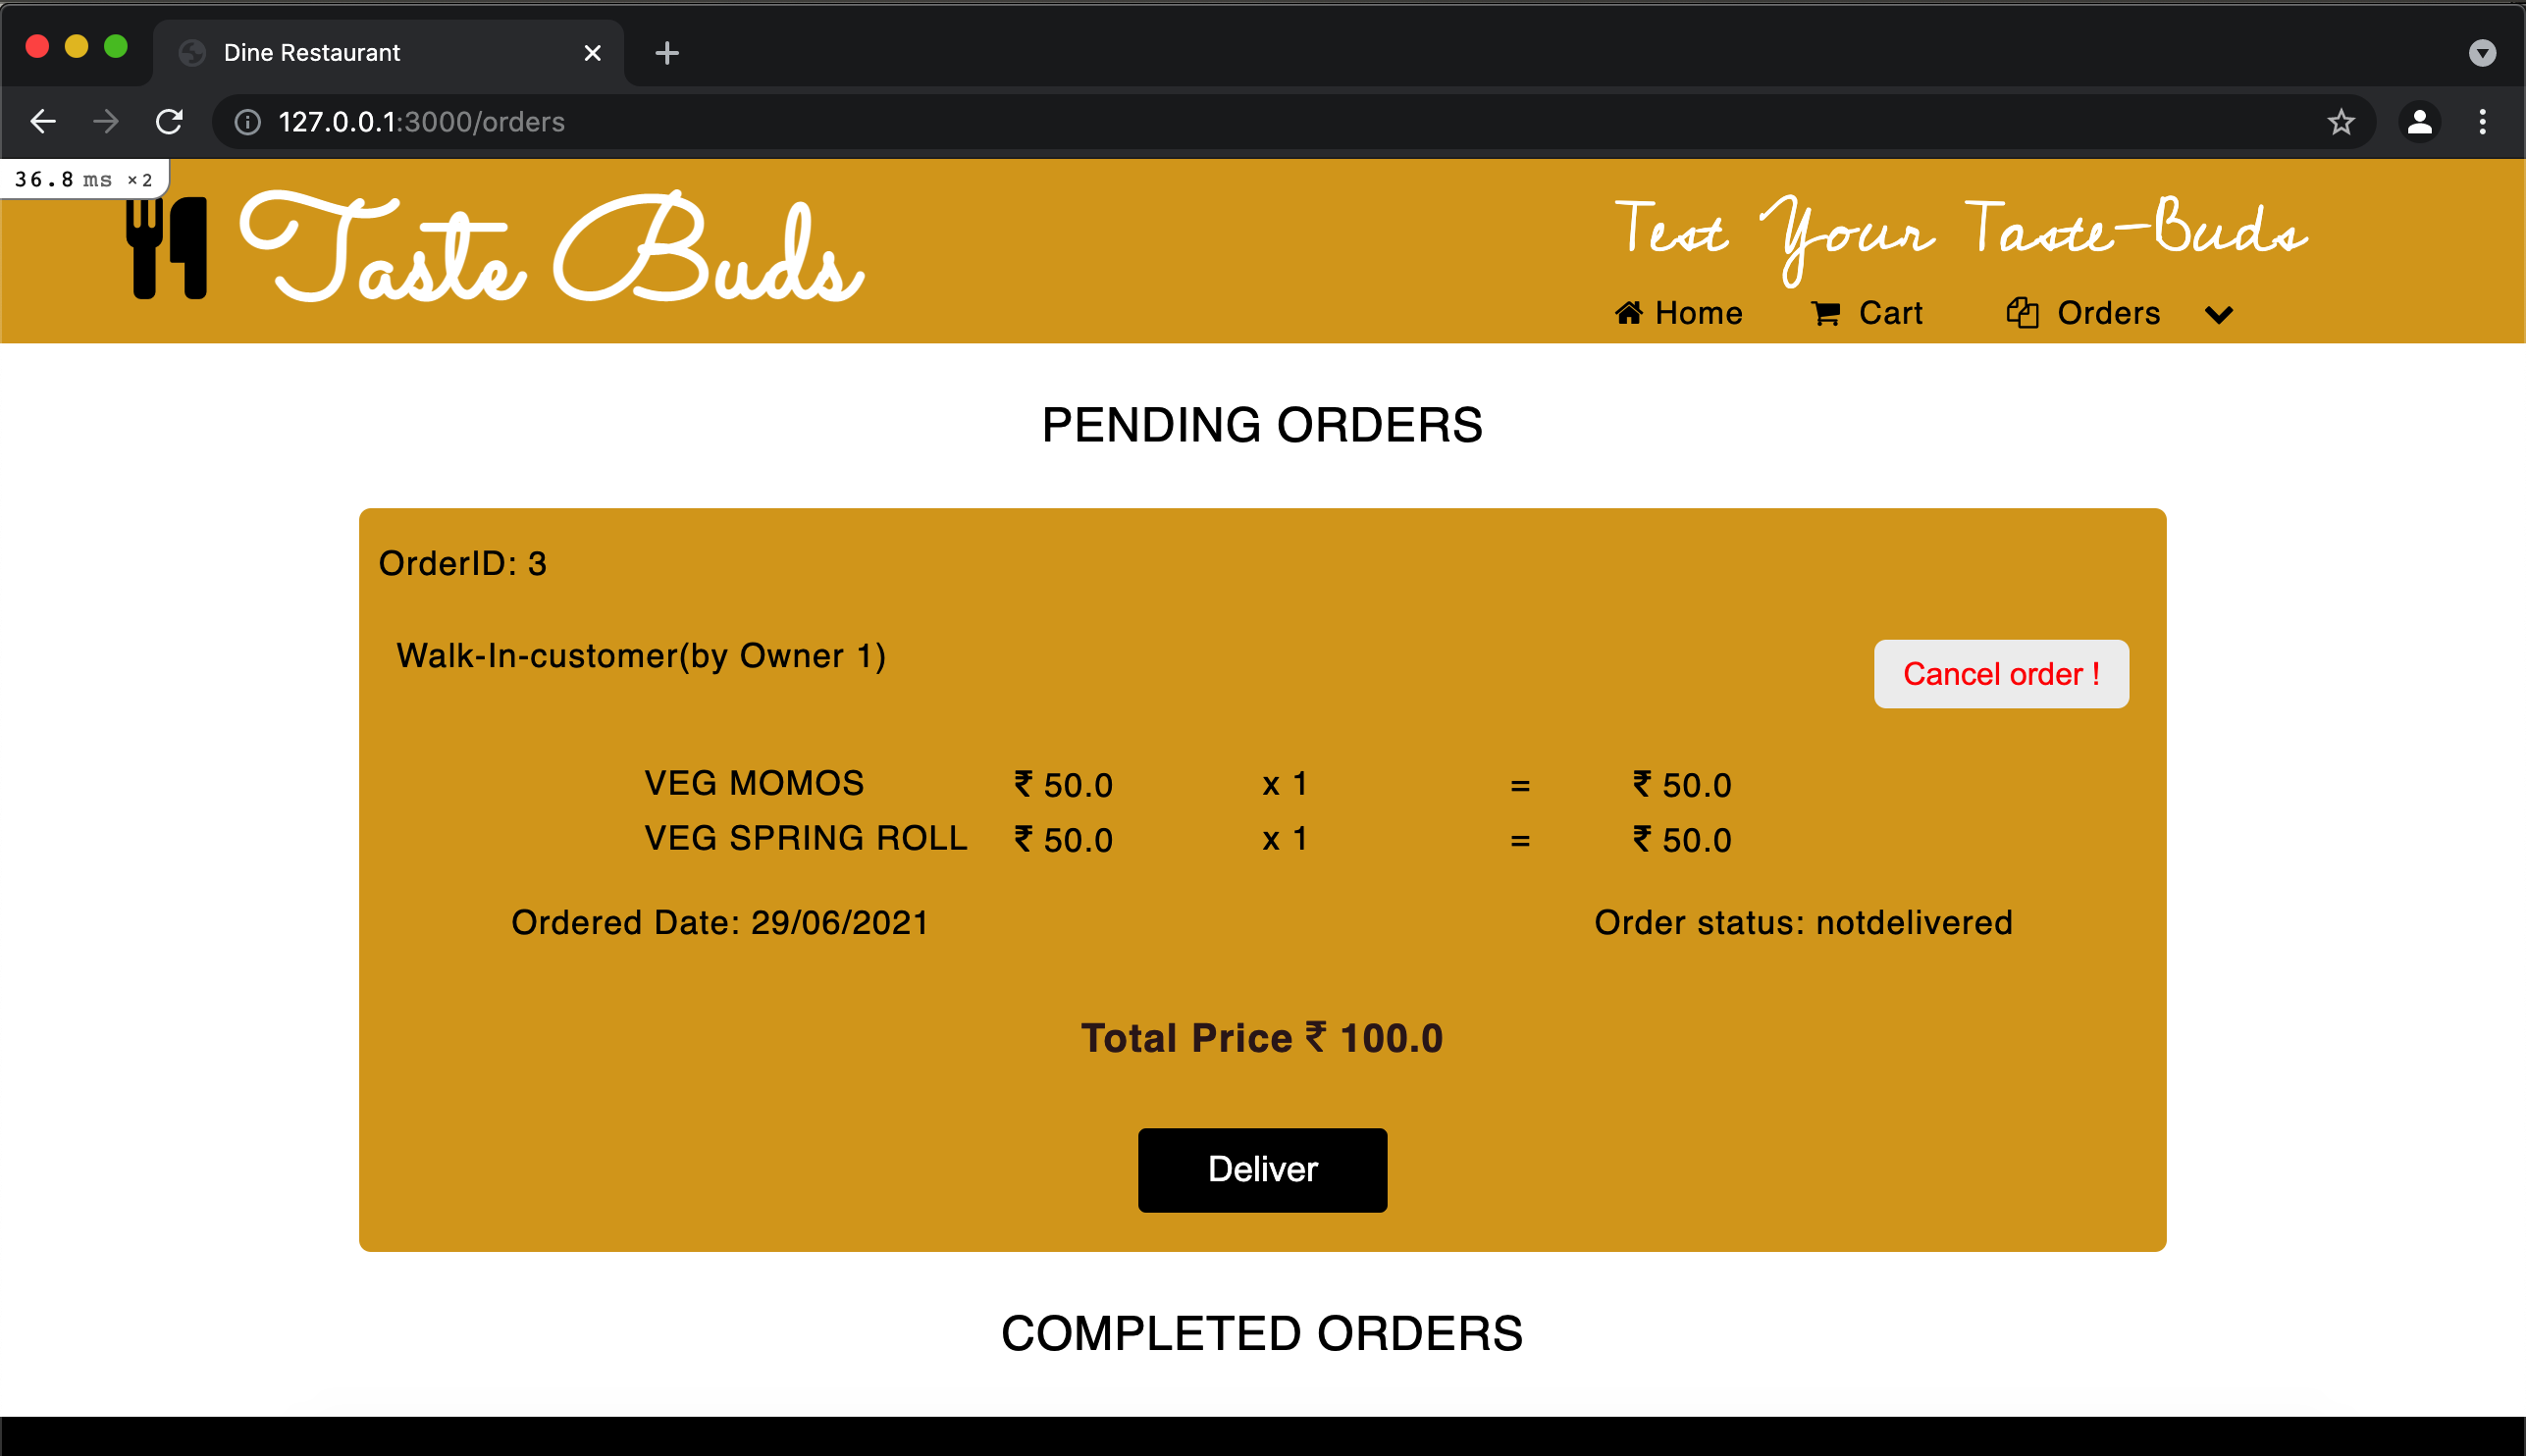 Dine Restaurant
127.0.0.1:3000/orders
36.8 ms ×2
Taste Buds
Test Your Taste-Buds
Home Cart Orders
PENDING ORDERS
OrderID: 3
Walk-In-customer(by Owner 1)
Cancel order !
VEG MOMOS ₹ 50.0 x 1 = ₹ 50.0
VEG SPRING ROLL ₹ 50.0 x 1 = ₹ 50.0
Ordered Date: 29/06/2021 Order status: notdelivered
Total Price ₹ 100.0
Deliver
COMPLETED ORDERS